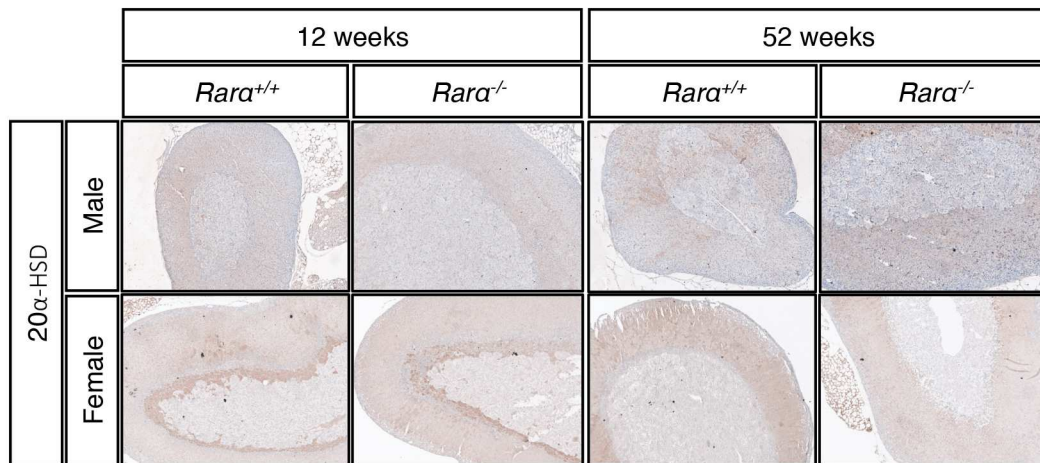 12 weeks
52 weeks
Rarα+/+
Rarα-/-
Rarα+/+
Rarα-/-
20α-HSD
Male
Female